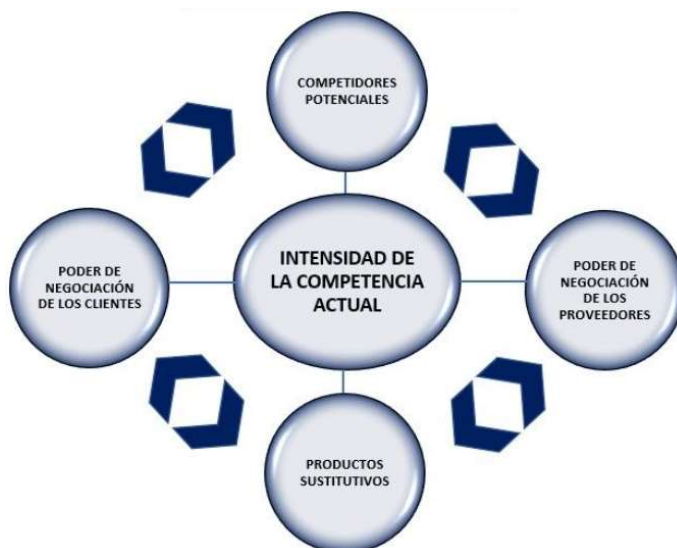 COMPETIDORES
POTENCIALES
PODER DE
NEGOCIACIÓN
DE LOS CLIENTES
INTENSIDAD DE
LA COMPETENCIA
ACTUAL
PODER DE
NEGOCIACIÓN
DE LOS
PROVEEDORES
PRODUCTOS
SUSTITUTIVOS